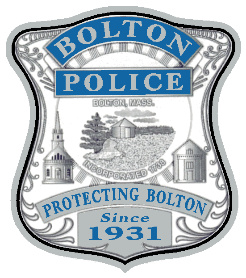 BOLTON
POLICE
BOLTON, MASS.
INCORPORATED 1738
PROTECTING BOLTON
Since
1931